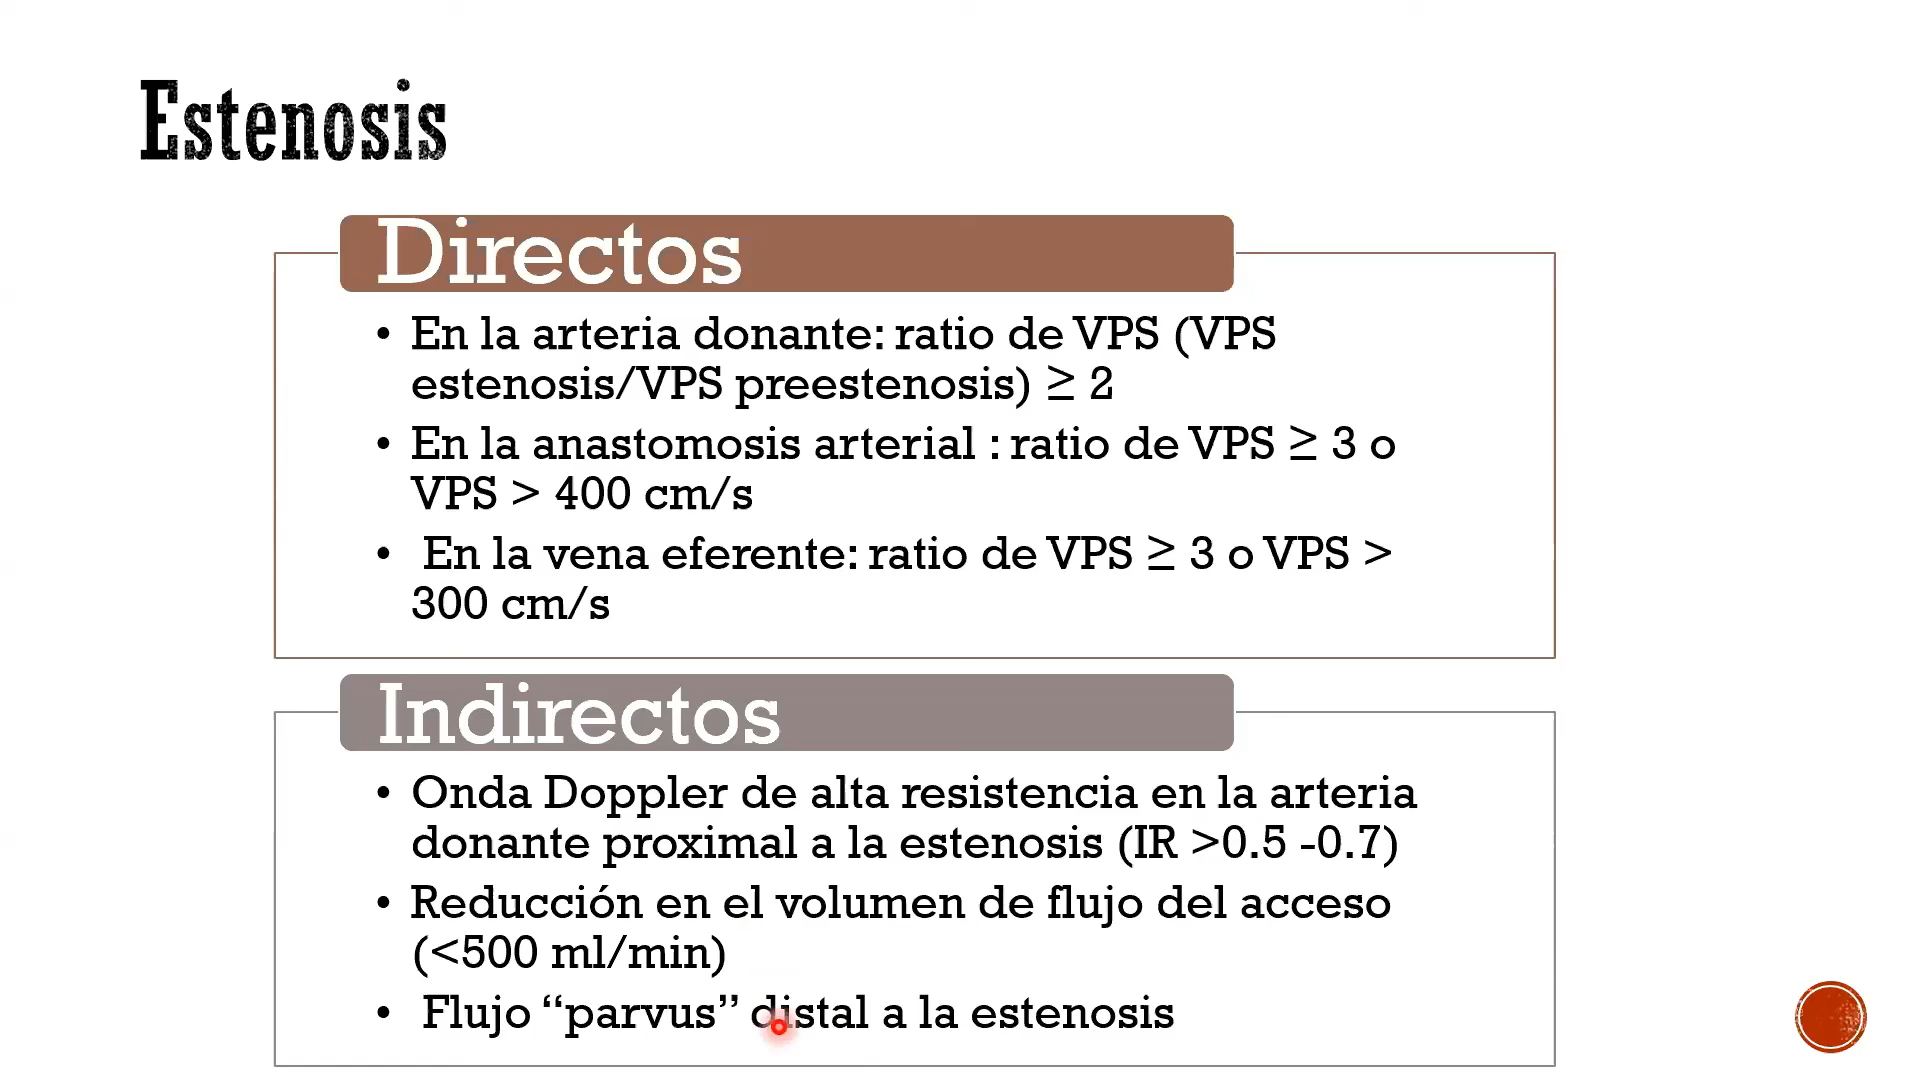 Estenosis
Directos
• En la arteria donante: ratio de VPS (VPS
estenosis/VPS preestenosis) ≥ 2
• En la anastomosis arterial : ratio de VPS ≥ 3 o
VPS > 400 cm/s
• En la vena eferente: ratio de VPS ≥ 3 o VPS >
300 cm/s
Indirectos
• Onda Doppler de alta resistencia en la arteria
donante proximal a la estenosis (IR >0.5 -0.7)
• Reducción en el volumen de flujo del acceso
(<500 ml/min)
• Flujo “parvus” distal a la estenosis